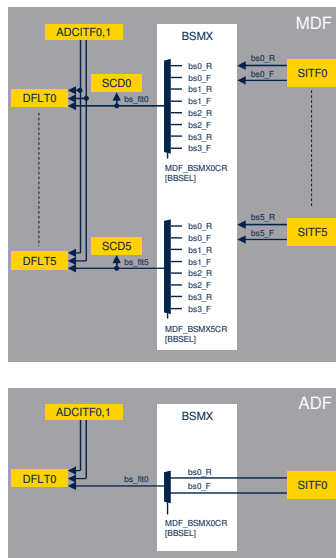 MDF
ADCITF0,1
BSMX
SCD0
bs0_R
bs0_F
bs1_R
bs1_F
bs2_R
bs2_F
bs3_R
bs3_F
bs0_R
bs0_F
SITF0
DFLT0
bs_flt0
MDF_BSMX0CR
[BBSEL]
SCD5
bs0_R
bs0_F
bs1_R
bs1_F
bs2_R
bs2_F
bs3_R
bs3_F
bs5_R
bs5_F
SITF5
DFLT5
bs_flt5
MDF_BSMX5CR
[BBSEL]
ADF
ADCITF0,1
BSMX
DFLT0
bs_flt0
bs0_R
bs0_F
SITF0
MDF_BSMX0CR
[BBSEL]